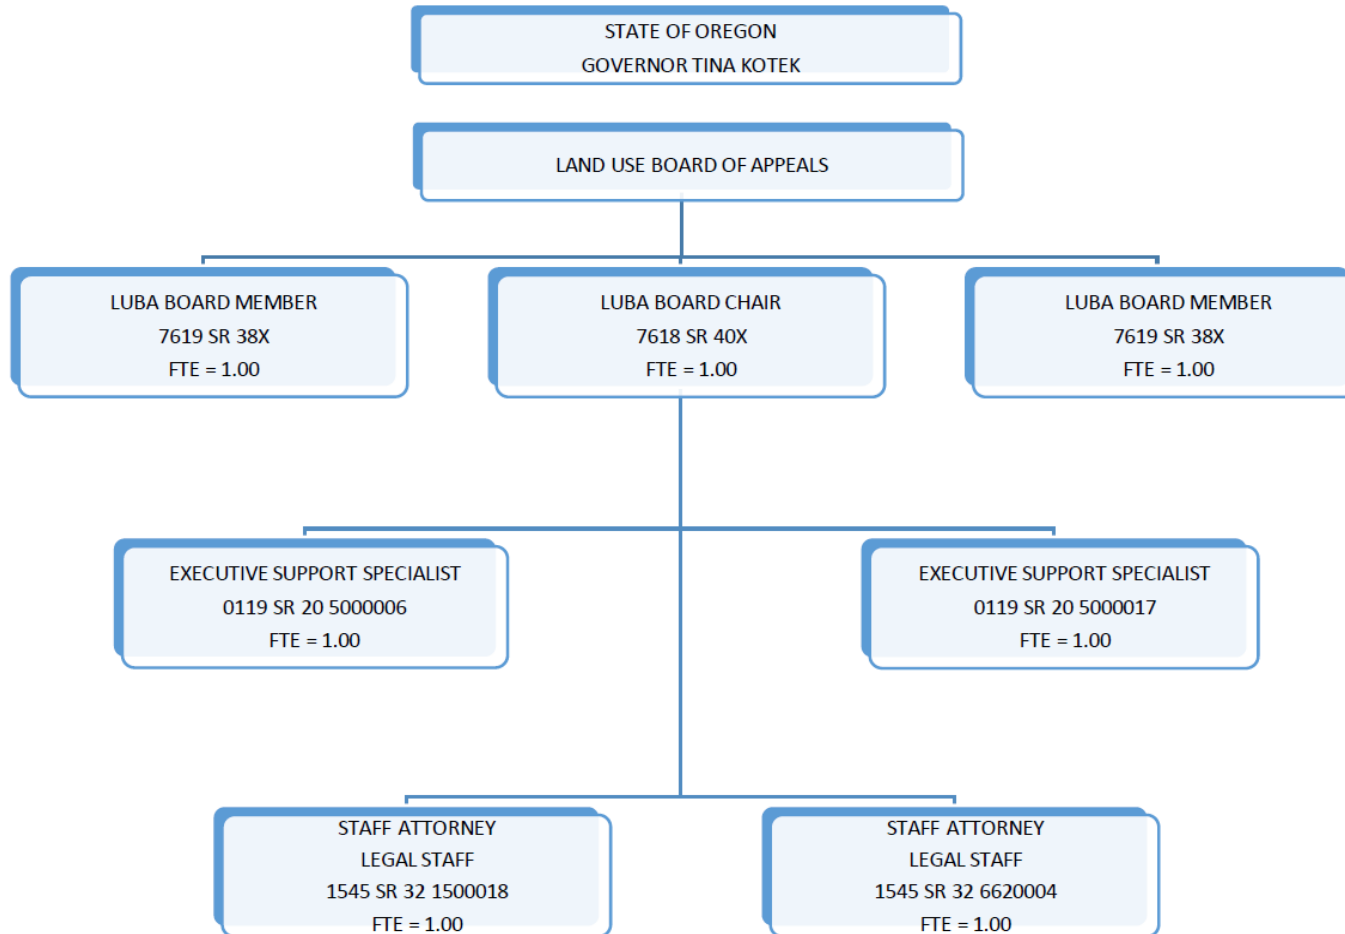 STATE OF OREGON
GOVERNOR TINA KOTEK
LAND USE BOARD OF APPEALS
LUBA BOARD MEMBER
7619 SR 38X
FTE = 1.00
LUBA BOARD CHAIR
7618 SR 40X
FTE = 1.00
LUBA BOARD MEMBER
7619 SR 38X
FTE = 1.00
EXECUTIVE SUPPORT SPECIALIST
0119 SR 20 5000006
FTE = 1.00
EXECUTIVE SUPPORT SPECIALIST
0119 SR 20 5000017
FTE = 1.00
STAFF ATTORNEY
LEGAL STAFF
1545 SR 32 1500018
FTE = 1.00
STAFF ATTORNEY
LEGAL STAFF
1545 SR 32 6620004
FTE = 1.00